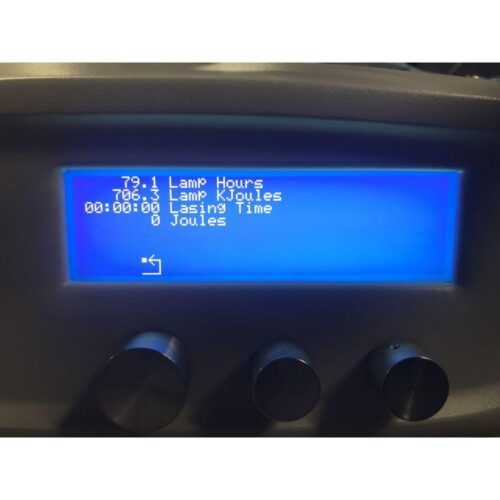 79.1 Lamp Hours
706.3 Lamp KJoules
00:00:00 Lasing Time
0 Joules